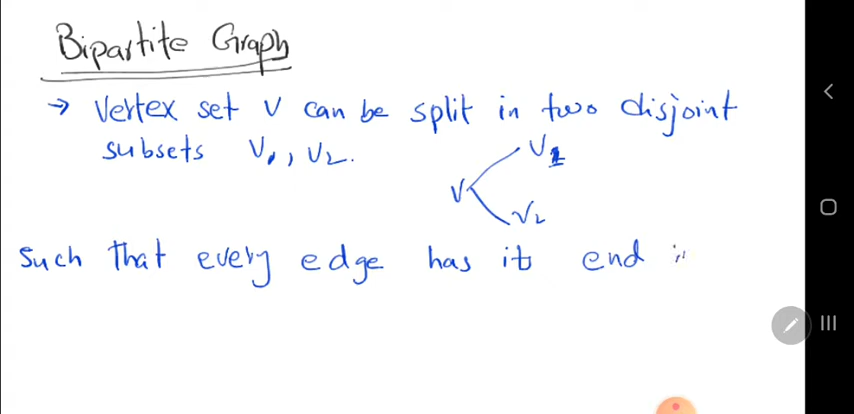 Bipartite Graph
→ Vertex set V can be split in two disjoint
subsets V1, V2.
V1
V
V2
Such that every edge has it end